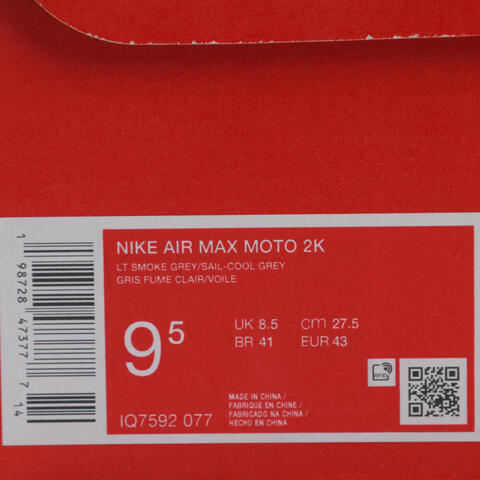 NIKE AIR MAX MOTO 2K
LT SMOKE GREY/SAIL-COOL GREY
GRIS FUME CLAIR/VOILE
9 5
UK 8.5 cm 27.5
BR 41 EUR 43
RFID
IQ7592 077
MADE IN CHINA /
FABRIQUE EN CHINE /
FABRICADO NA CHINA /
HECHO EN CHINA
1 98728 47377 7 14